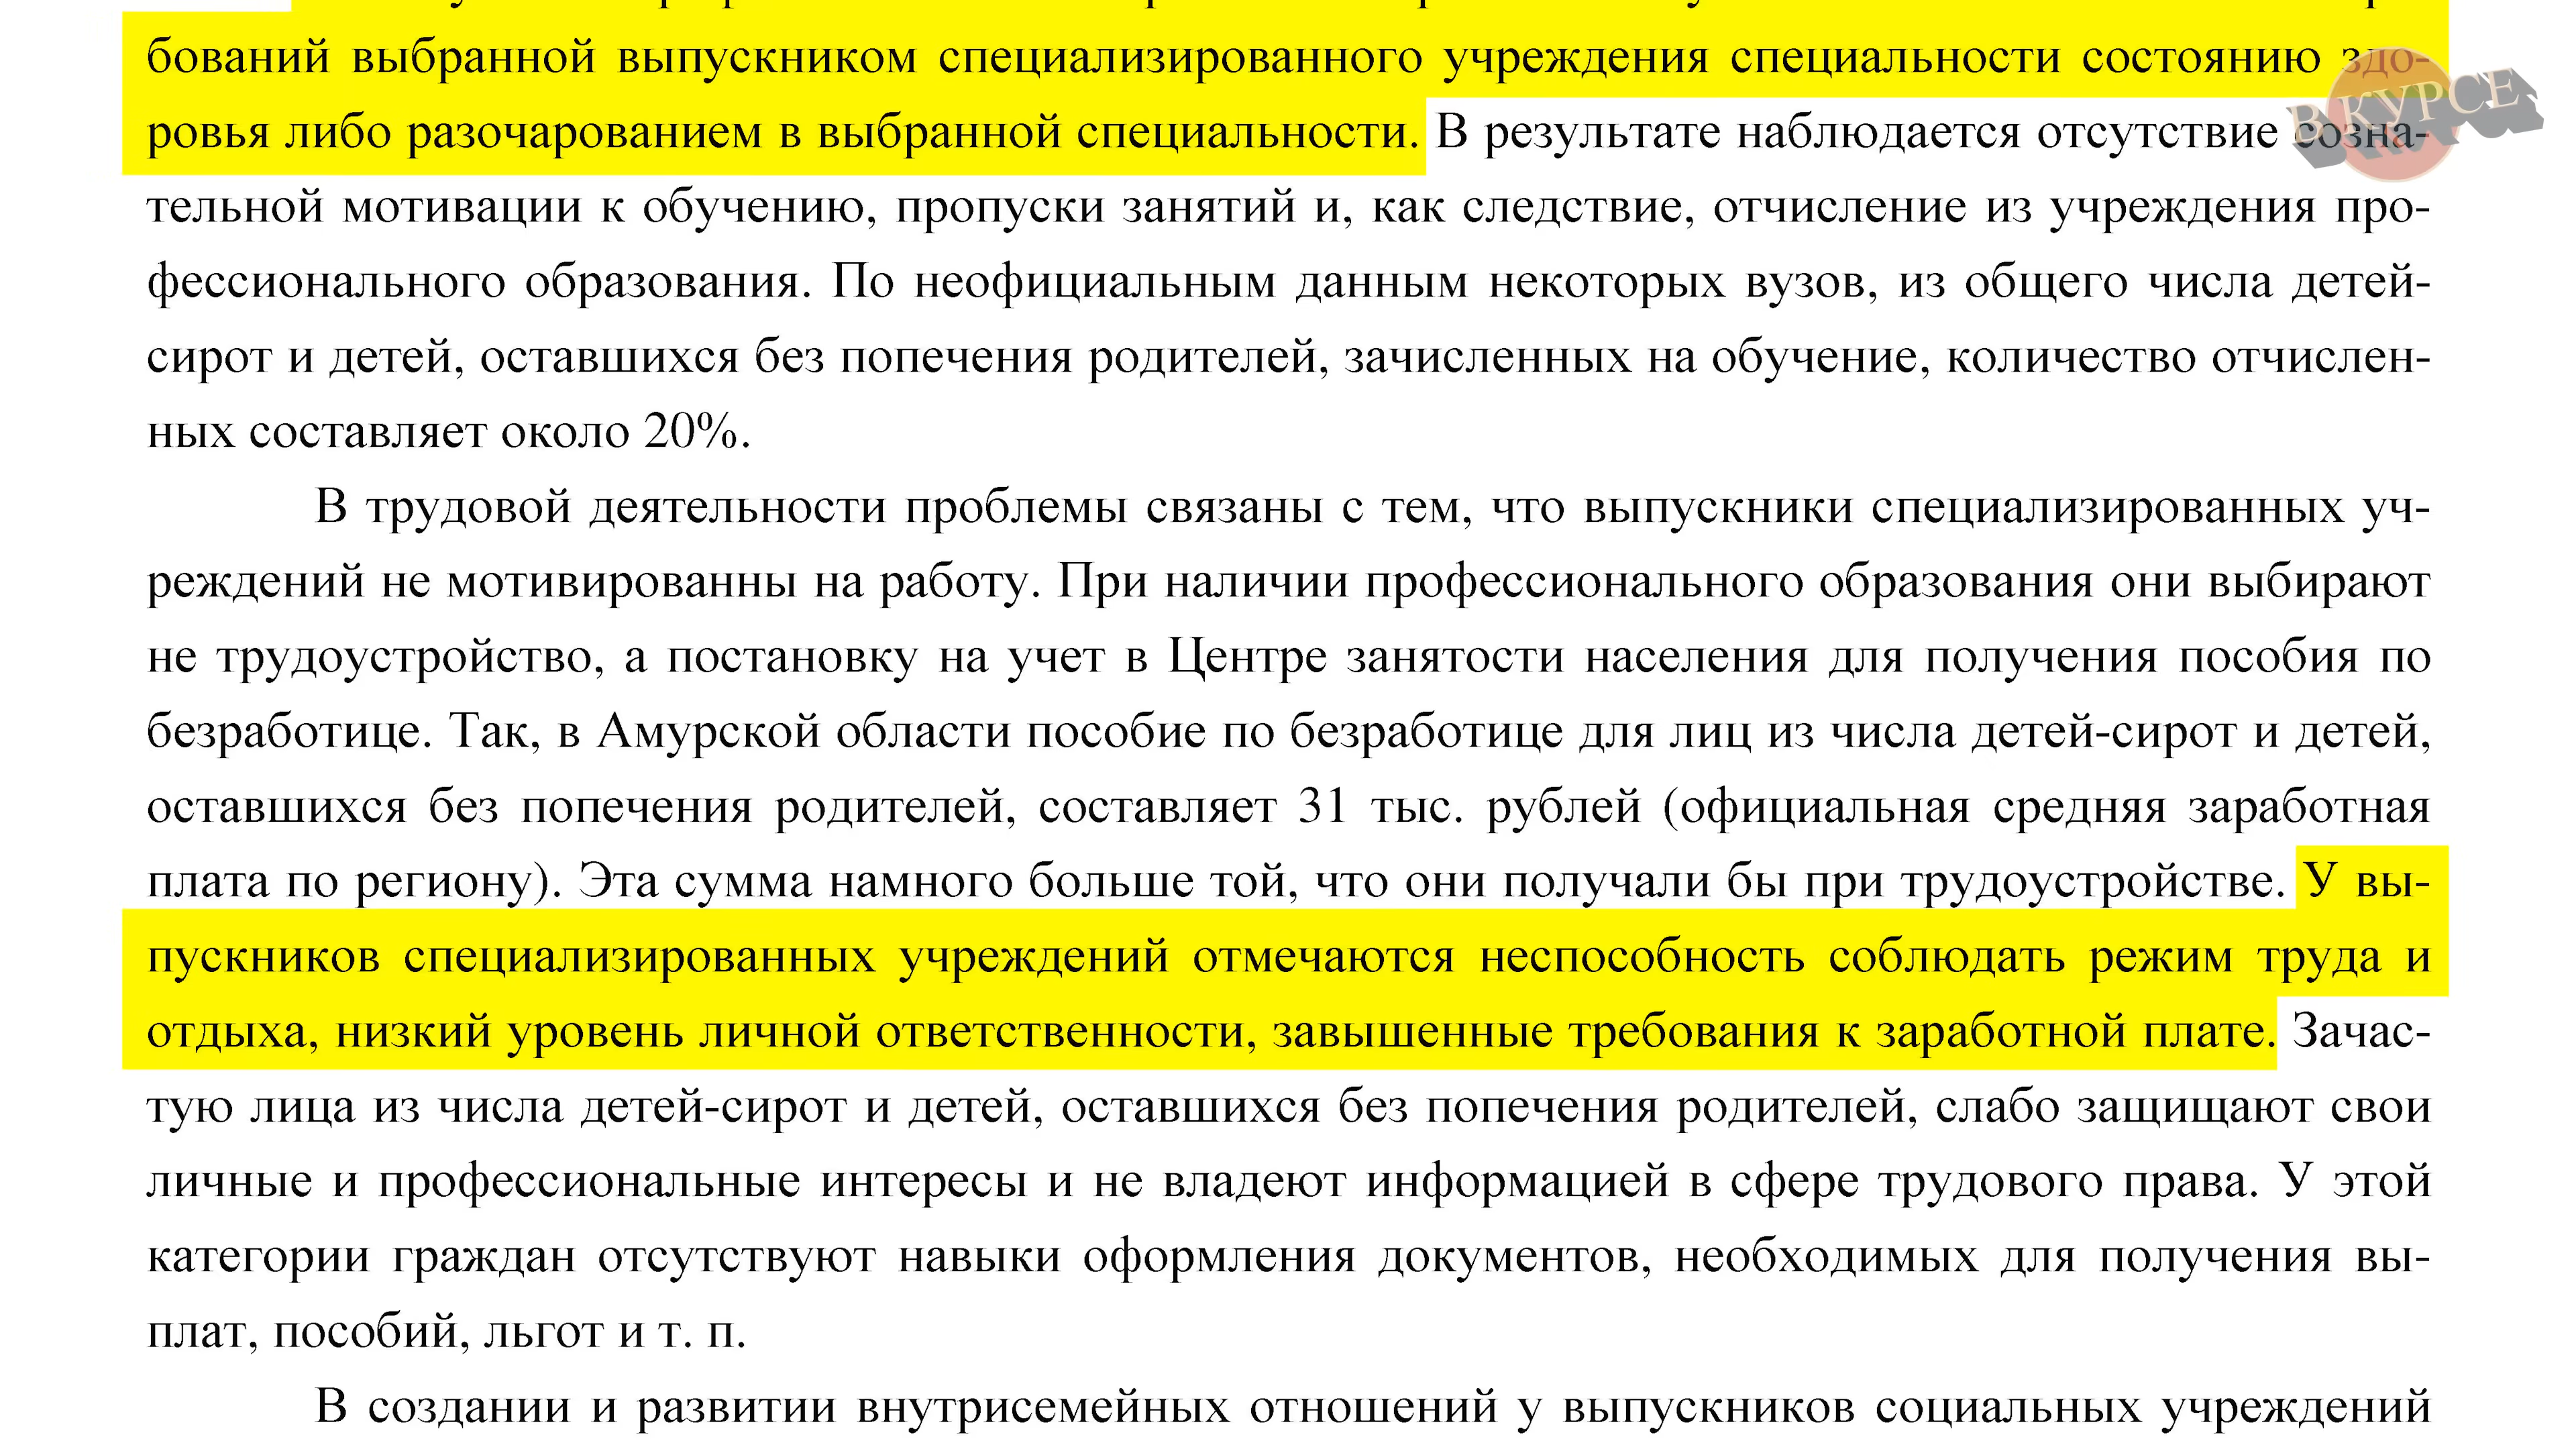 бований выбранной выпускником специализированного учреждения специальности состоянию здо-
ровья либо разочарованием в выбранной специальности. В результате наблюдается отсутствие созна-
тельной мотивации к обучению, пропуски занятий и, как следствие, отчисление из учреждения про-
фессионального образования. По неофициальным данным некоторых вузов, из общего числа детей-
сирот и детей, оставшихся без попечения родителей, зачисленных на обучение, количество отчислен-
ных составляет около 20%.
В трудовой деятельности проблемы связаны с тем, что выпускники специализированных уч-
реждений не мотивированны на работу. При наличии профессионального образования они выбирают
не трудоустройство, а постановку на учет в Центре занятости населения для получения пособия по
безработице. Так, в Амурской области пособие по безработице для лиц из числа детей-сирот и детей,
оставшихся без попечения родителей, составляет 31 тыс. рублей (официальная средняя заработная
плата по региону). Эта сумма намного больше той, что они получали бы при трудоустройстве. У вы-
пускников специализированных учреждений отмечаются неспособность соблюдать режим труда и
отдыха, низкий уровень личной ответственности, завышенные требования к заработной плате. Зачас-
тую лица из числа детей-сирот и детей, оставшихся без попечения родителей, слабо защищают свои
личные и профессиональные интересы и не владеют информацией в сфере трудового права. У этой
категории граждан отсутствуют навыки оформления документов, необходимых для получения вы-
плат, пособий, льгот и т. п.
В создании и развитии внутрисемейных отношений у выпускников социальных учреждений
В КУРСЕ